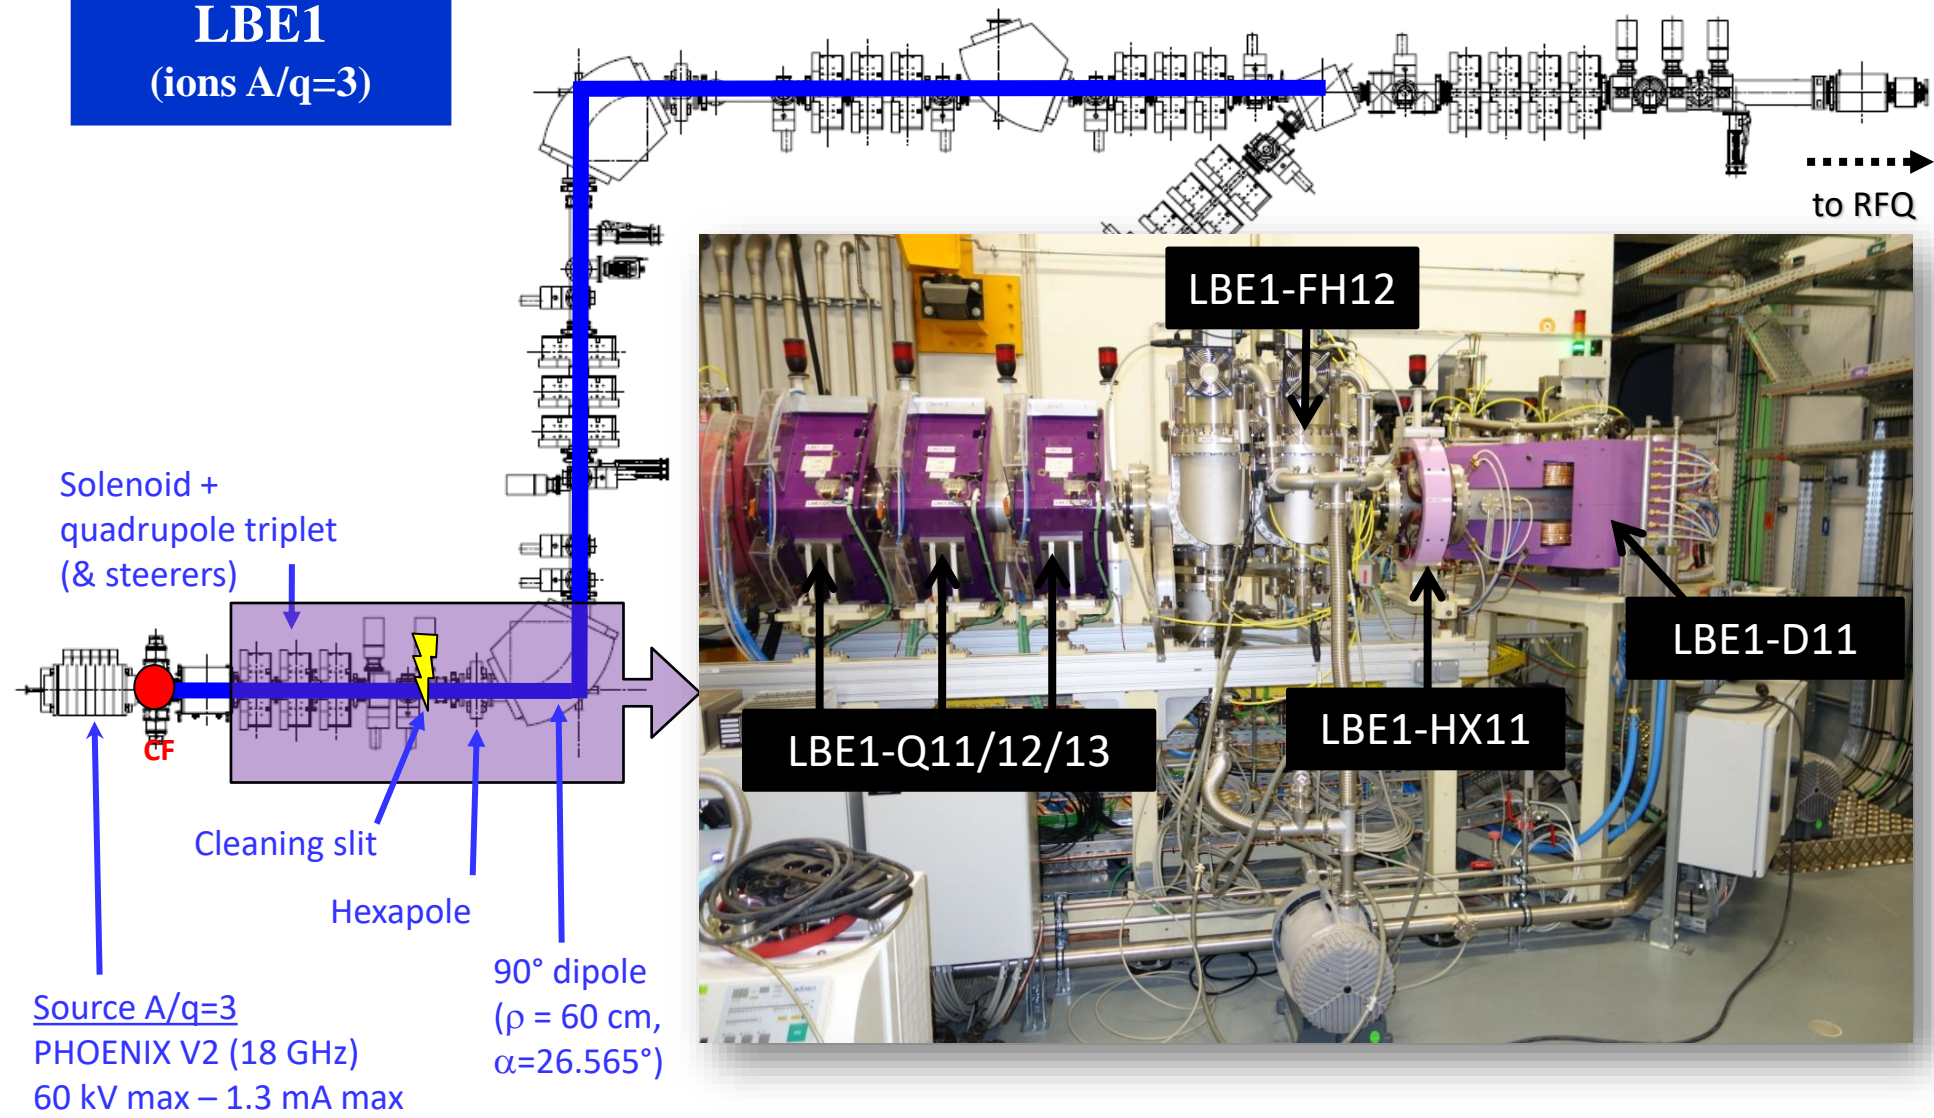 LBE1
(ions A/q=3)
to RFQ
LBE1-FH12
Solenoid +
quadrupole triplet
(& steerers)
LBE1-D11
LBE1-HX11
LBE1-Q11/12/13
CF
Cleaning slit
Hexapole
90° dipole
(ρ = 60 cm,
α=26.565°)
Source A/q=3
PHOENIX V2 (18 GHz)
60 kV max – 1.3 mA max